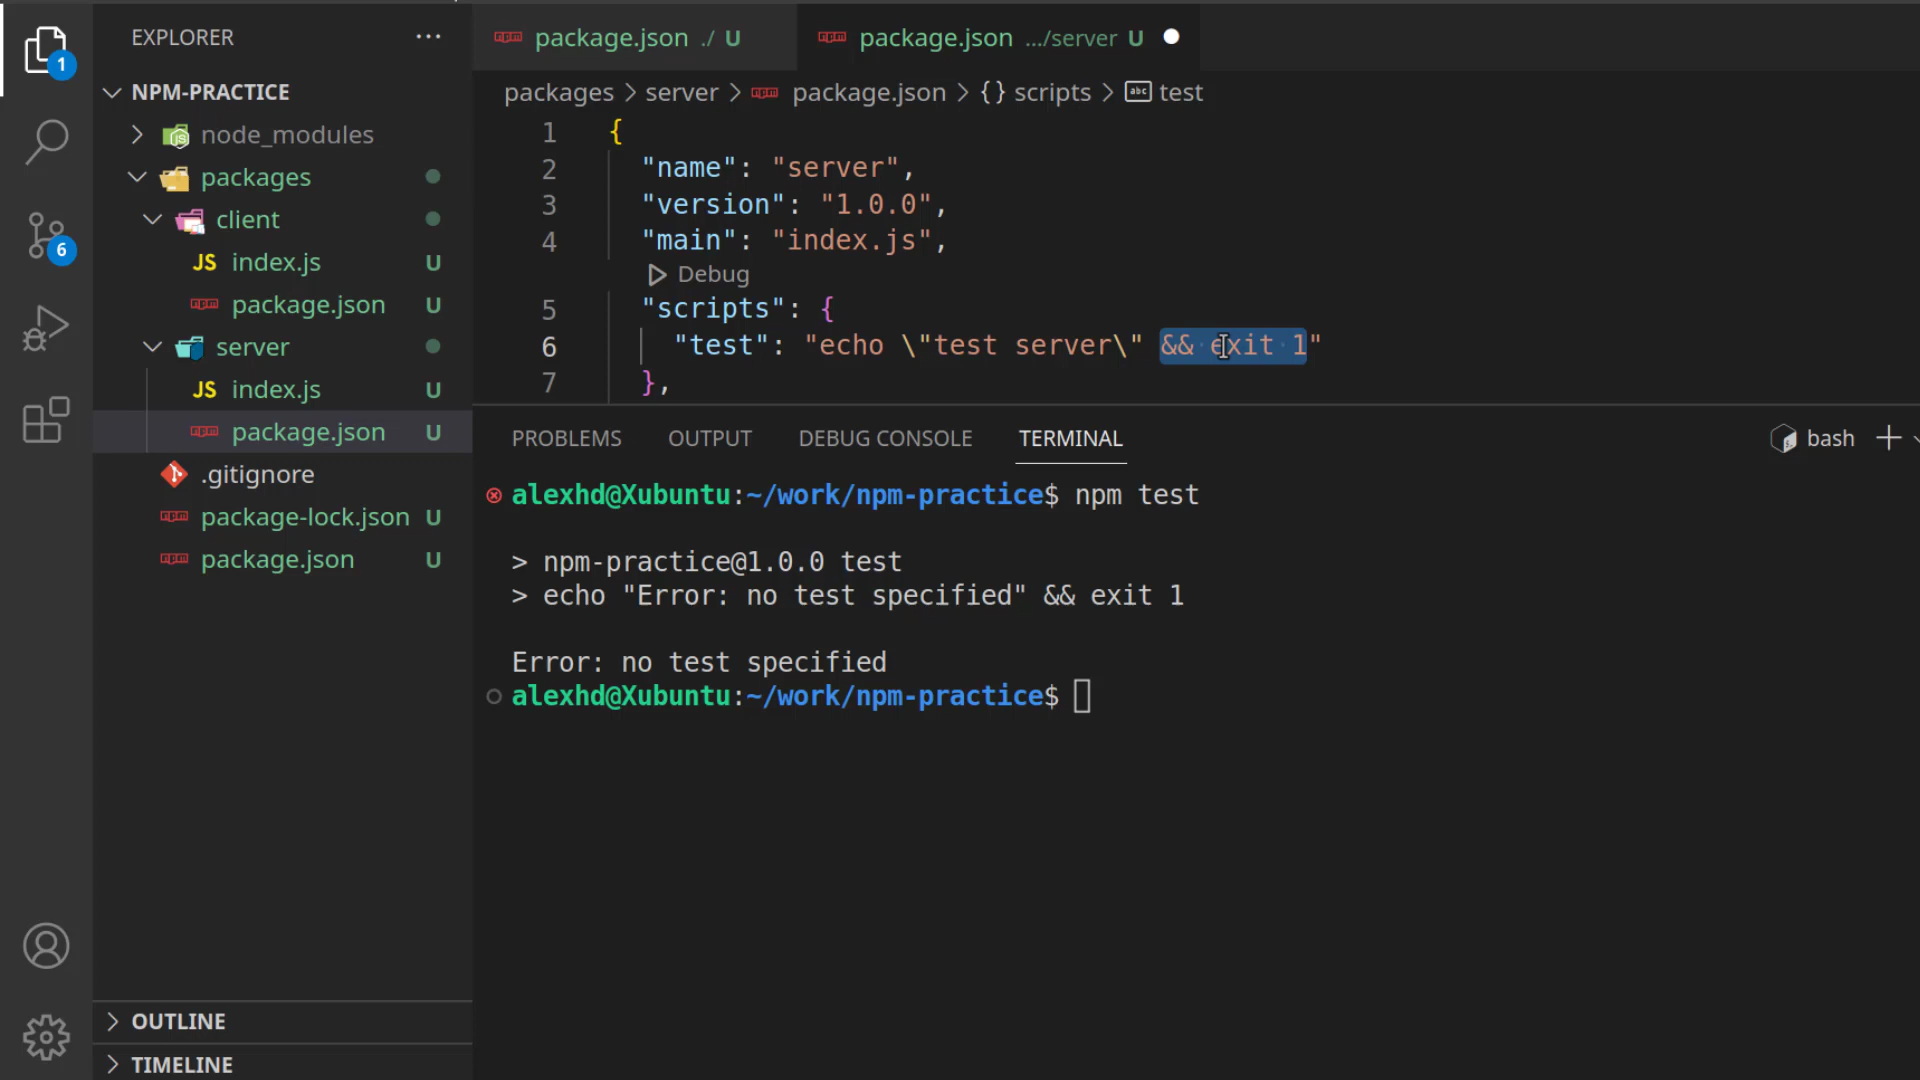 EXPLORER ···
NPM-PRACTICE
node_modules
packages
client
JS index.js U
package.json U
server
JS index.js U
package.json U
.gitignore
package-lock.json U
package.json U
OUTLINE
TIMELINE
1
6
package.json ./ U
package.json .../server U
packages > server > package.json > {} scripts > abc test
1 {
2 "name": "server",
3 "version": "1.0.0",
4 "main": "index.js",
Debug
5 "scripts": {
6 "test": "echo \"test server\" && exit 1"
7 },
PROBLEMS OUTPUT DEBUG CONSOLE TERMINAL bash
alexhd@Xubuntu:~/work/npm-practice$ npm test
> npm-practice@1.0.0 test
> echo "Error: no test specified" && exit 1
Error: no test specified
alexhd@Xubuntu:~/work/npm-practice$